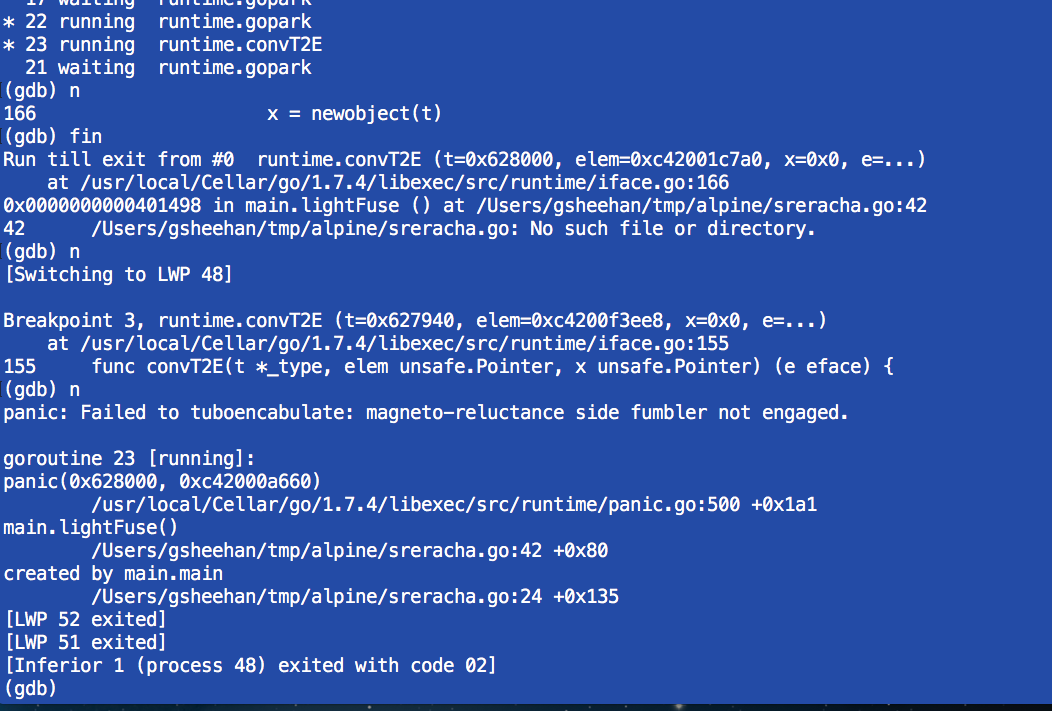 17 waiting  runtime.gopark
* 22 running  runtime.gopark
* 23 running  runtime.convT2E
  21 waiting  runtime.gopark
(gdb) n
166                     x = newobject(t)
(gdb) fin
Run till exit from #0  runtime.convT2E (t=0x628000, elem=0xc42001c7a0, x=0x0, e=...)
    at /usr/local/Cellar/go/1.7.4/libexec/src/runtime/iface.go:166
0x0000000000401498 in main.lightFuse () at /Users/gsheehan/tmp/alpine/sreracha.go:42
42      /Users/gsheehan/tmp/alpine/sreracha.go: No such file or directory.
(gdb) n
[Switching to LWP 48]

Breakpoint 3, runtime.convT2E (t=0x627940, elem=0xc4200f3ee8, x=0x0, e=...)
    at /usr/local/Cellar/go/1.7.4/libexec/src/runtime/iface.go:155
155     func convT2E(t *_type, elem unsafe.Pointer, x unsafe.Pointer) (e eface) {
(gdb) n
panic: Failed to tuboencabulate: magneto-reluctance side fumbler not engaged.

goroutine 23 [running]:
panic(0x628000, 0xc42000a660)
        /usr/local/Cellar/go/1.7.4/libexec/src/runtime/panic.go:500 +0x1a1
main.lightFuse()
        /Users/gsheehan/tmp/alpine/sreracha.go:42 +0x80
created by main.main
        /Users/gsheehan/tmp/alpine/sreracha.go:24 +0x135
[LWP 52 exited]
[LWP 51 exited]
[Inferior 1 (process 48) exited with code 02]
(gdb)